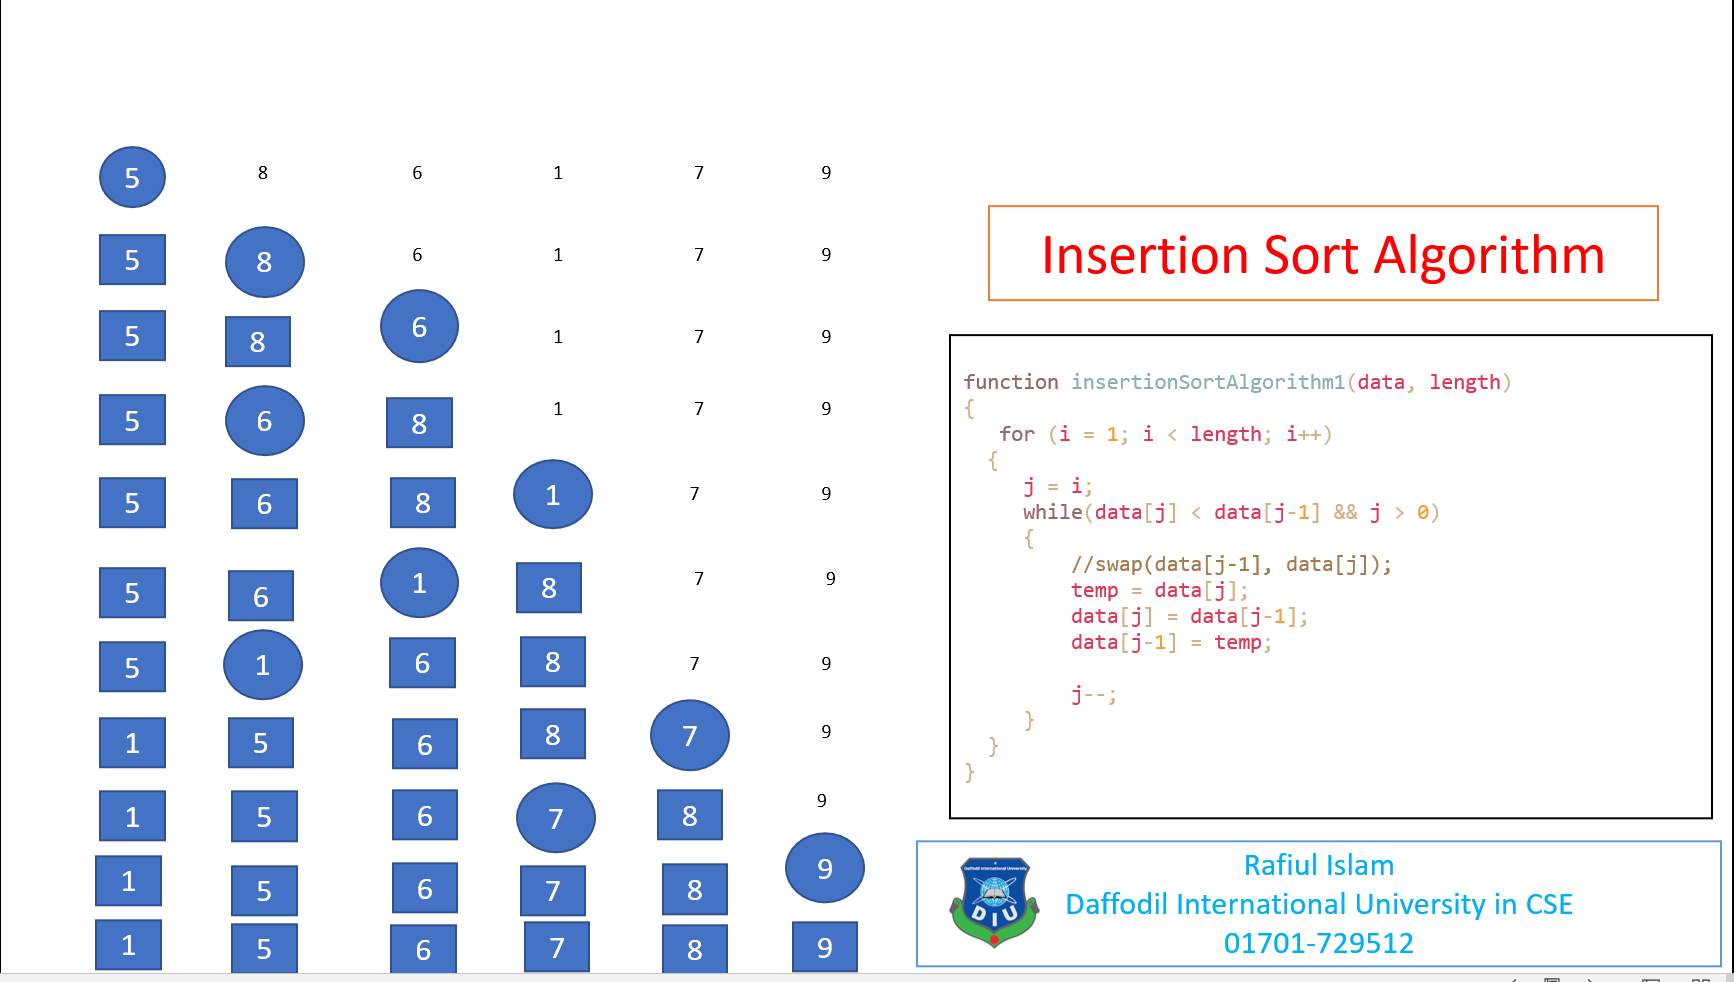 5 8 6 1 7 9
5 8 6 1 7 9
5 8 6 1 7 9
5 6 8 1 7 9
5 6 8 1 7 9
5 6 1 8 7 9
5 1 6 8 7 9
1 5 6 8 7 9
1 5 6 7 8 9
1 5 6 7 8 9
1 5 6 7 8 9
Insertion Sort Algorithm
function insertionSortAlgorithm1(data, length)
{
for (i = 1; i < length; i++)
{
j = i;
while(data[j] < data[j-1] && j > 0)
{
//swap(data[j-1], data[j]);
temp = data[j];
data[j] = data[j-1];
data[j-1] = temp;
j--;
}
}
}
Daffodil International University
DIU
Rafiul Islam
Daffodil International University in CSE
01701-729512